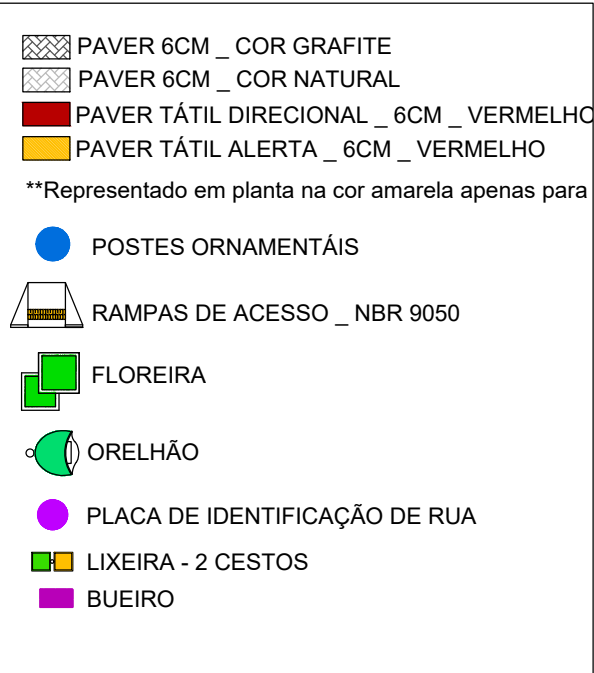 PAVER 6CM _ COR GRAFITE
PAVER 6CM _ COR NATURAL
PAVER TÁTIL DIRECIONAL _ 6CM _ VERMELHO
PAVER TÁTIL ALERTA _ 6CM _ VERMELHO
**Representado em planta na cor amarela apenas para
POSTES ORNAMENTÁIS
RAMPAS DE ACESSO _ NBR 9050
FLOREIRA
ORELHÃO
PLACA DE IDENTIFICAÇÃO DE RUA
LIXEIRA - 2 CESTOS
BUEIRO